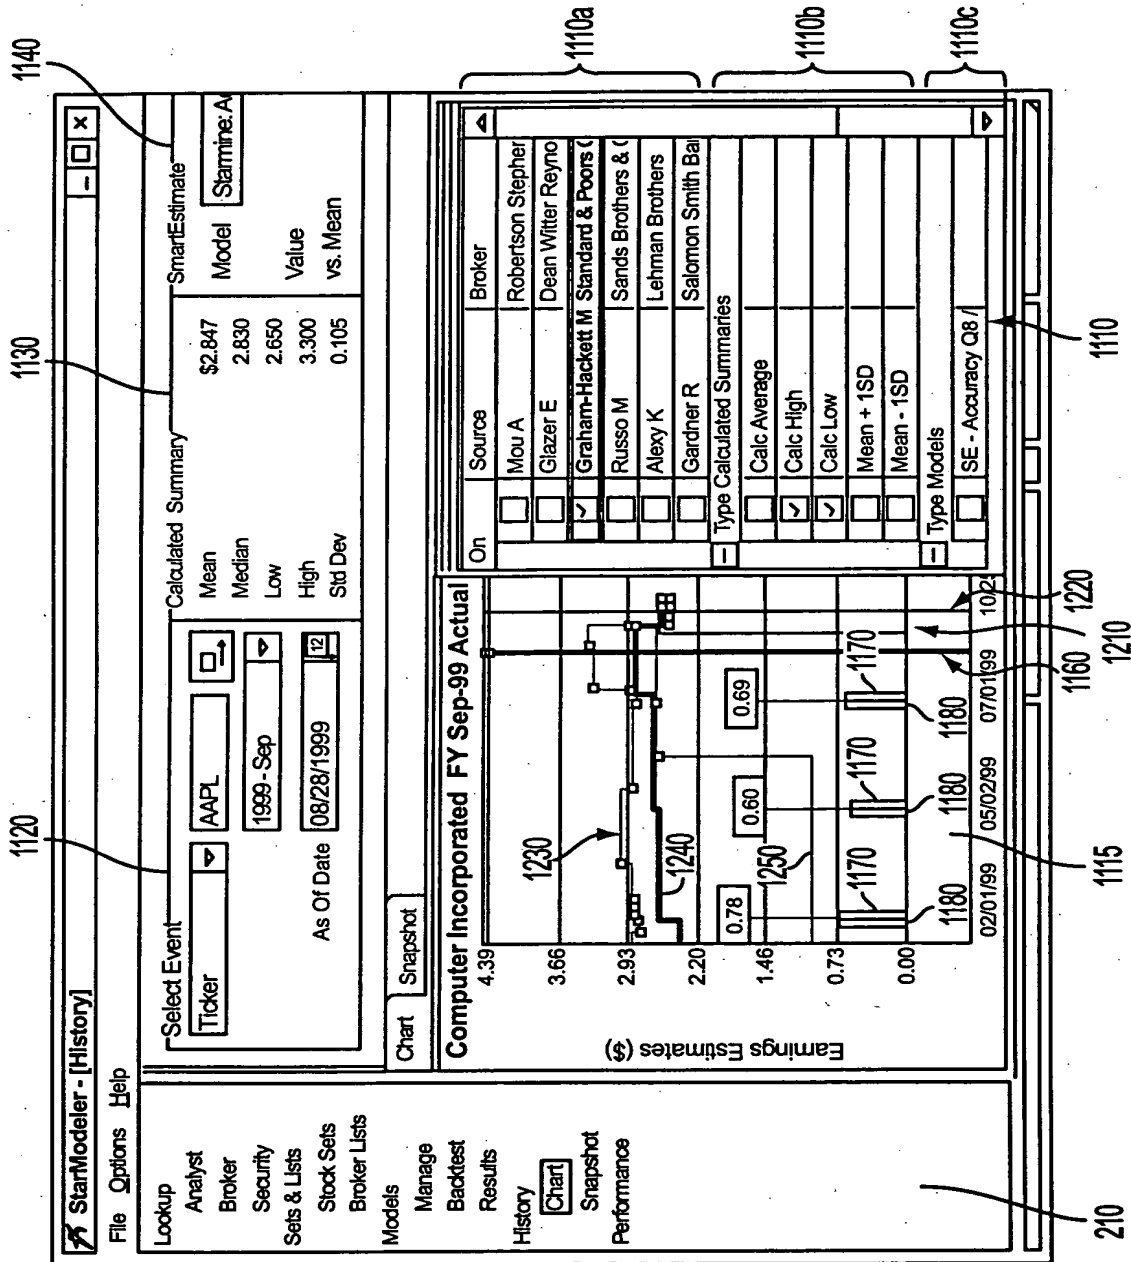 1120
1130
1140
StarModeler - [History]
File Options Help
Lookup
Analyst
Broker
Security
Sets & Lists
Stock Sets
Broker Lists
Models
Manage
Backtest
Results
History
Chart
Snapshot
Performance
210
Select Event
Ticker
AAPL
1999 - Sep
As Of Date
08/28/1999
12
Calculated Summary
Mean $2.847
Median 2.830
Low 2.650
High 3.300
Std Dev 0.105
SmartEstimate
Model
Starmine: A
Value
vs. Mean
Chart
Snapshot
Computer Incorporated FY Sep-99 Actual
Earnings Estimates ($)
4.39
3.66
2.93
2.20
1.46
0.73
0.00
1230
1240
1250
0.78
0.60
0.69
1170
1170
1170
1180
1180
1180
02/01/99
05/02/99
07/01/99
10/2
1115
1160
1210
1220
On Source Broker
Mou A Robertson Stepher
Glazer E Dean Witter Reyno
Graham-Hackett M Standard & Poors (
Russo M Sands Brothers & (
Alexy K Lehman Brothers
Gardner R Salomon Smith Bar
Type Calculated Summaries
Calc Average
Calc High
Calc Low
Mean + 1SD
Mean - 1SD
Type Models
SE - Accuracy Q8 /
1110
1110a
1110b
1110c